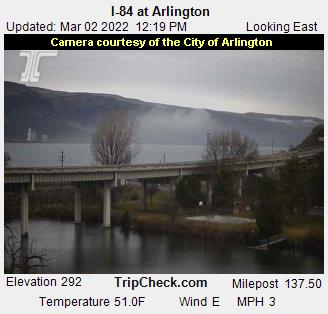 I-84 at Arlington
Updated: Mar 02 2022 12:19 PM Looking East
Camera courtesy of the City of Arlington
Elevation 292 TripCheck.com Milepost 137.50
Temperature 51.0F Wind E MPH 3